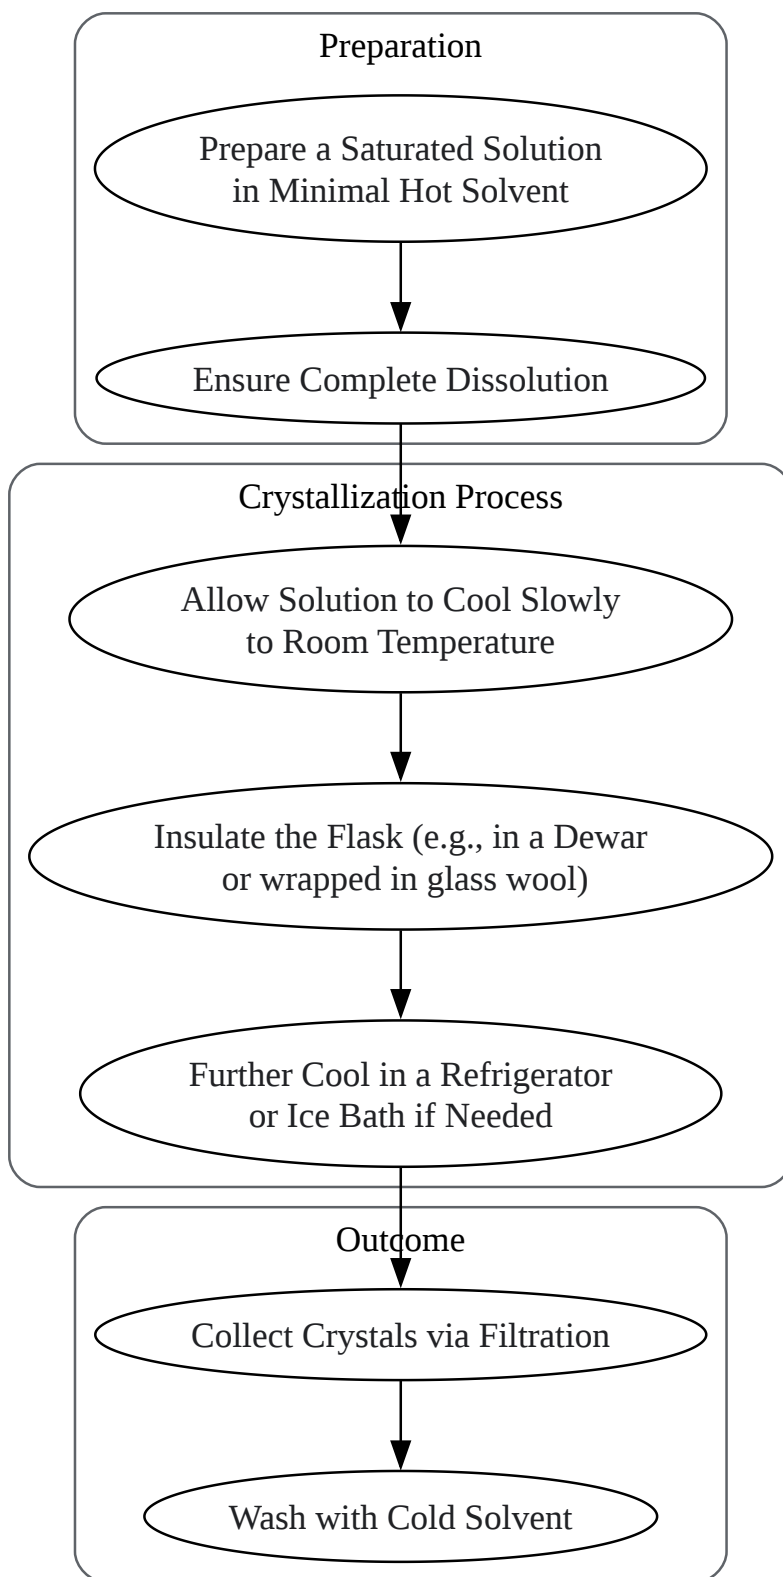 Preparation
Prepare a Saturated Solution
in Minimal Hot Solvent
Ensure Complete Dissolution
Crystallization Process
Allow Solution to Cool Slowly
to Room Temperature
Insulate the Flask (e.g., in a Dewar
or wrapped in glass wool)
Further Cool in a Refrigerator
or Ice Bath if Needed
Outcome
Collect Crystals via Filtration
Wash with Cold Solvent